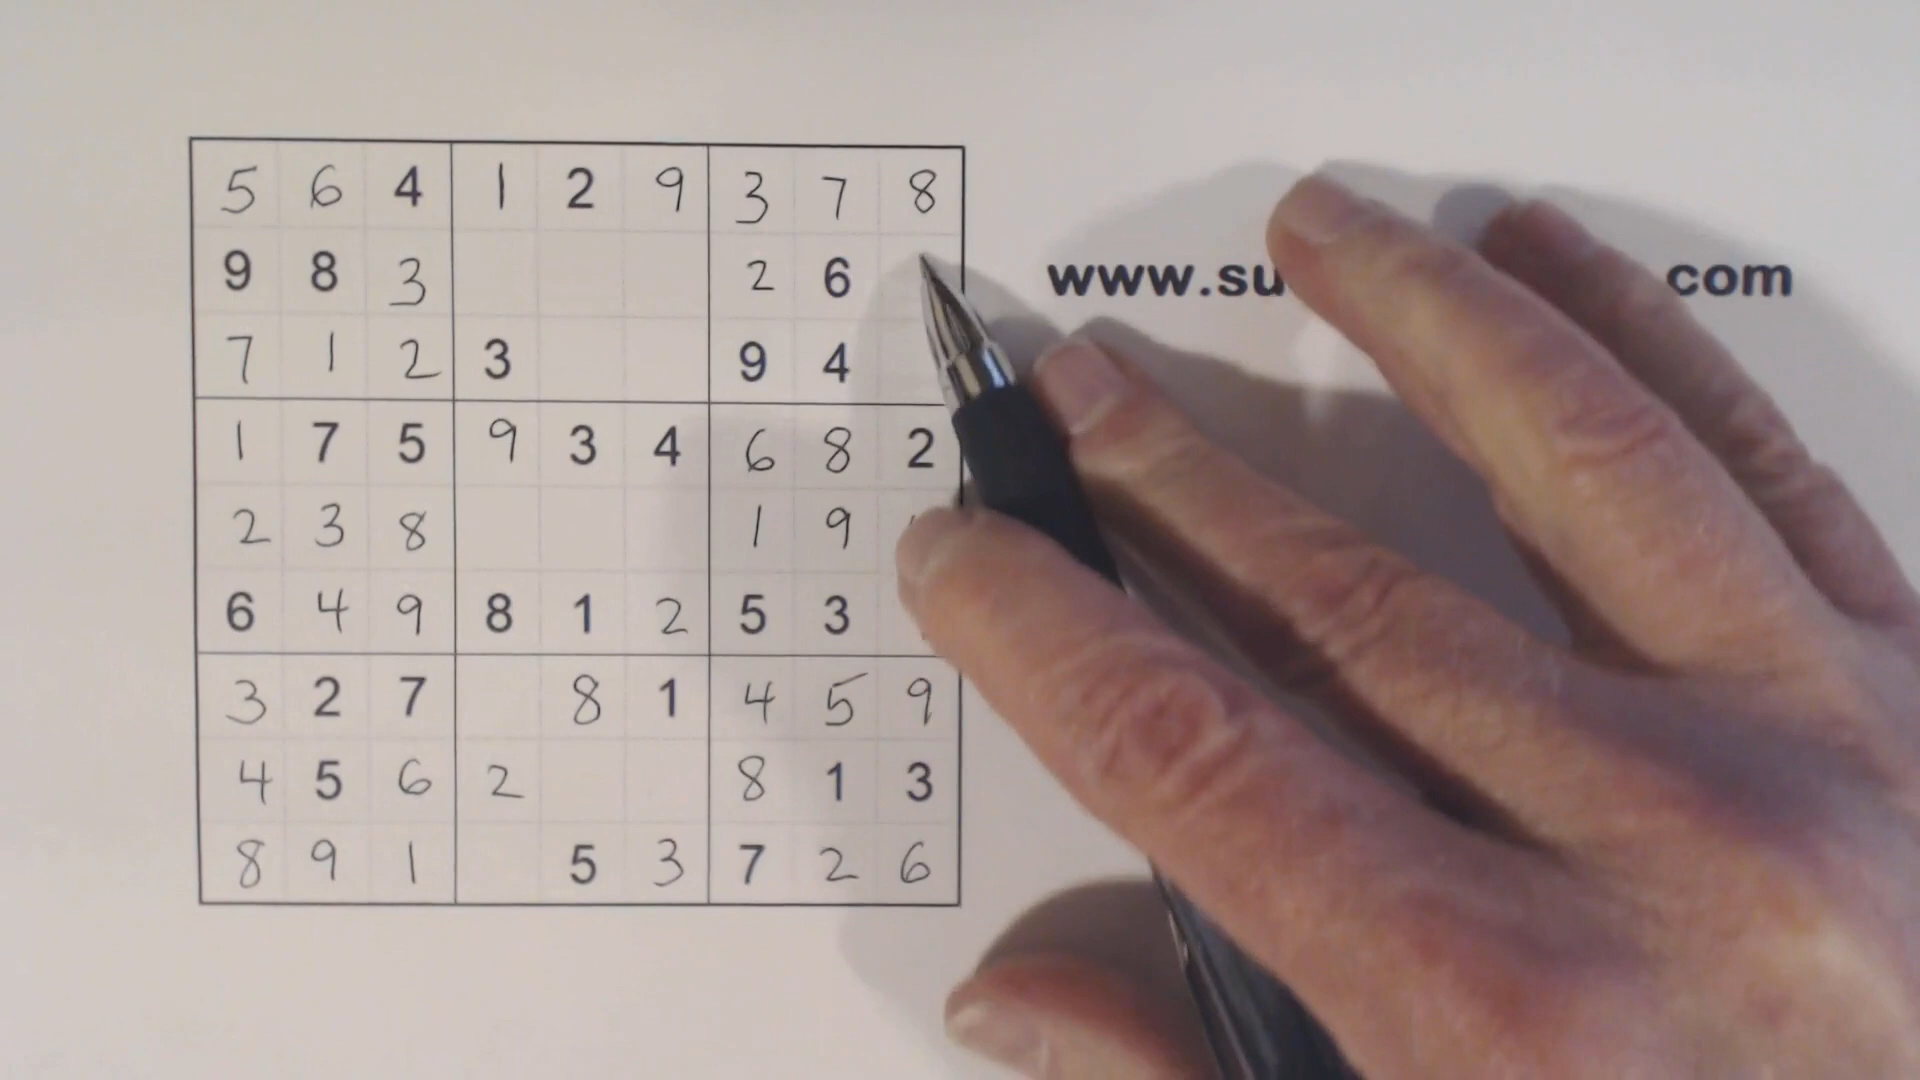 5 6 4 1 2 9 3 7 8
9 8 3 2 6
7 1 2 3 9 4
1 7 5 9 3 4 6 8 2
2 3 8 1 9
6 4 9 8 1 2 5 3
3 2 7 8 1 4 5 9
4 5 6 2 8 1 3
8 9 1 5 3 7 2 6
www.su com